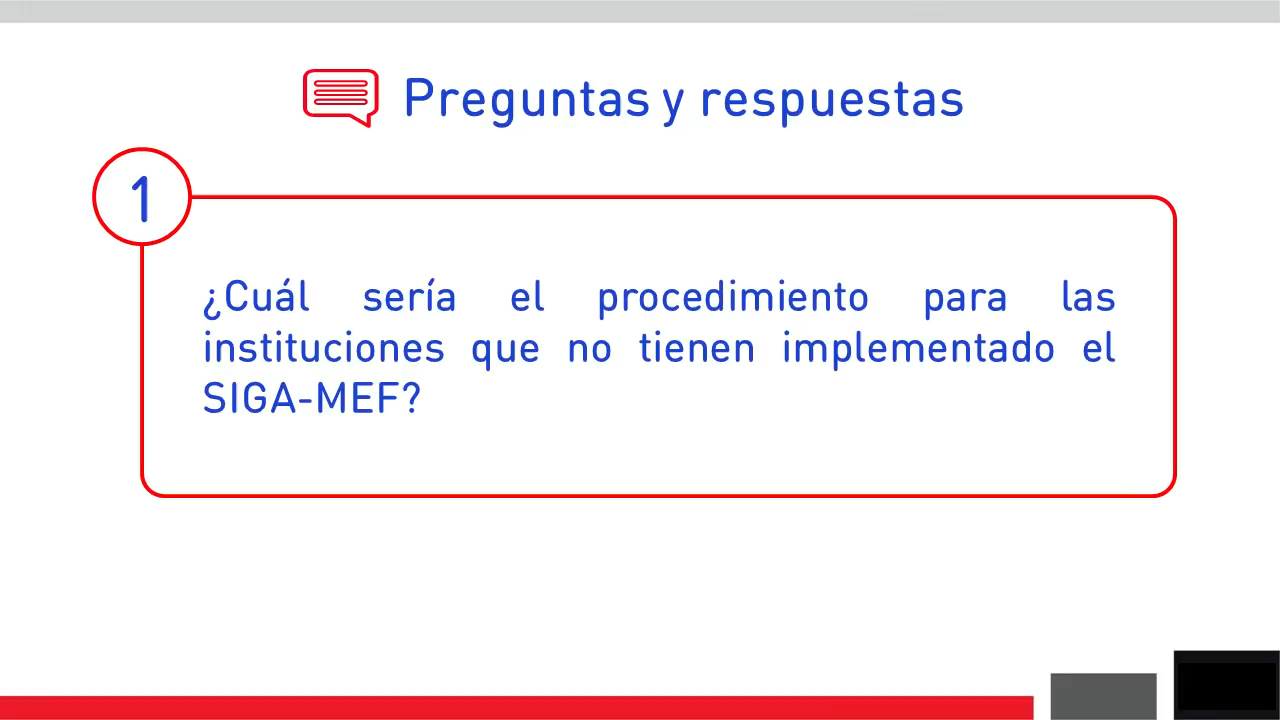 Preguntas y respuestas
1
¿Cuál sería el procedimiento para las
instituciones que no tienen implementado el
SIGA-MEF?